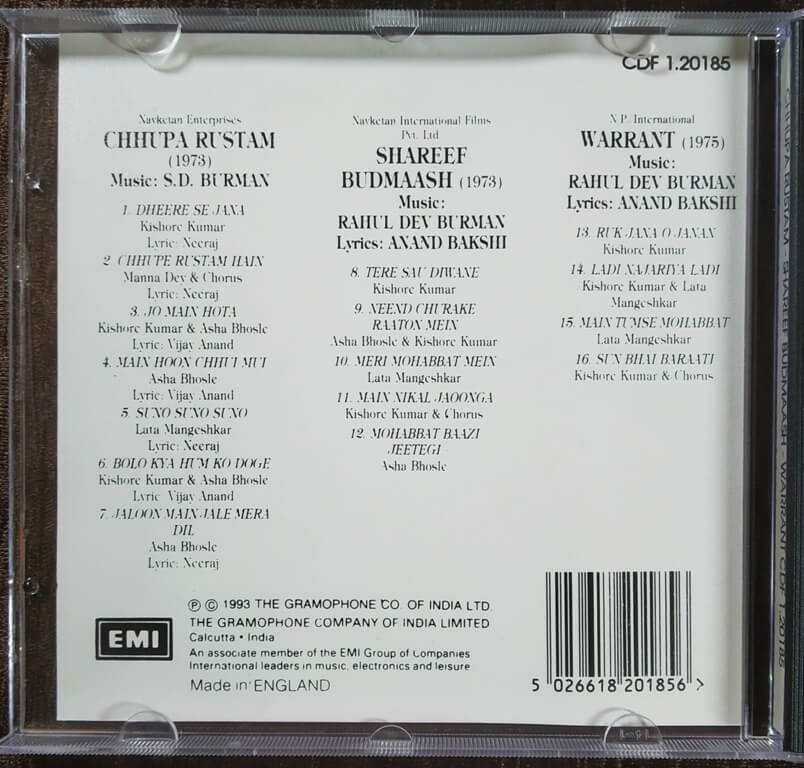 CDF 1.20185
Navketan Enterprises
CHHUPA RUSTAM
(1973)
Music: S.D. BURMAN
1. DHEERE SE JANA
Kishore Kumar
Lyric: Neeraj
2. CHHUPE RUSTAM HAIN
Manna Dey & Chorus
Lyric: Neeraj
3. JO MAIN HOTA
Kishore Kumar & Asha Bhosle
Lyric: Vijay Anand
4. MAIN HOON CHHUI MUI
Asha Bhosle
Lyric: Vijay Anand
5. SUNO SUNO SUNO
Lata Mangeshkar
Lyric: Neeraj
6. BOLO KYA HUM KO DOGE
Kishore Kumar & Asha Bhosle
Lyric: Vijay Anand
7. JALOON MAIN JALE MERA
DIL
Asha Bhosle
Lyric: Neeraj
Navketan International Films
Pvt. Ltd.
SHAREEF
BUDMAASH (1973)
Music:
RAHUL DEV BURMAN
Lyrics: ANAND BAKSHI
8. TERE SAU DIWANE
Kishore Kumar
9. NEEND CHURAKE
RAATON MEIN
Asha Bhosle & Kishore Kumar
10. MERI MOHABBAT MEIN
Lata Mangeshkar
11. MAIN NIKAL JAOONGA
Kishore Kumar & Chorus
12. MOHABBAT BAAZI
JEETEGI
Asha Bhosle
N.P. International
WARRANT (1975)
Music:
RAHUL DEV BURMAN
Lyrics: ANAND BAKSHI
13. RUK JANA O JANAN
Kishore Kumar
14. LADI NAJARIYA LADI
Kishore Kumar & Lata
Mangeshkar
15. MAIN TUMSE MOHABBAT
Lata Mangeshkar
16. SUN BHAI BARAATI
Kishore Kumar & Chorus
EMI
℗ © 1993 THE GRAMOPHONE CO. OF INDIA LTD.
THE GRAMOPHONE COMPANY OF INDIA LIMITED
Calcutta • India
An associate member of the EMI Group of Companies
International leaders in music, electronics and leisure
Made in ENGLAND
5 026618 201856 >
CHHUPA RUSTAM - SHAREEF BUDMAASH - WARRANT CDF 1.20185